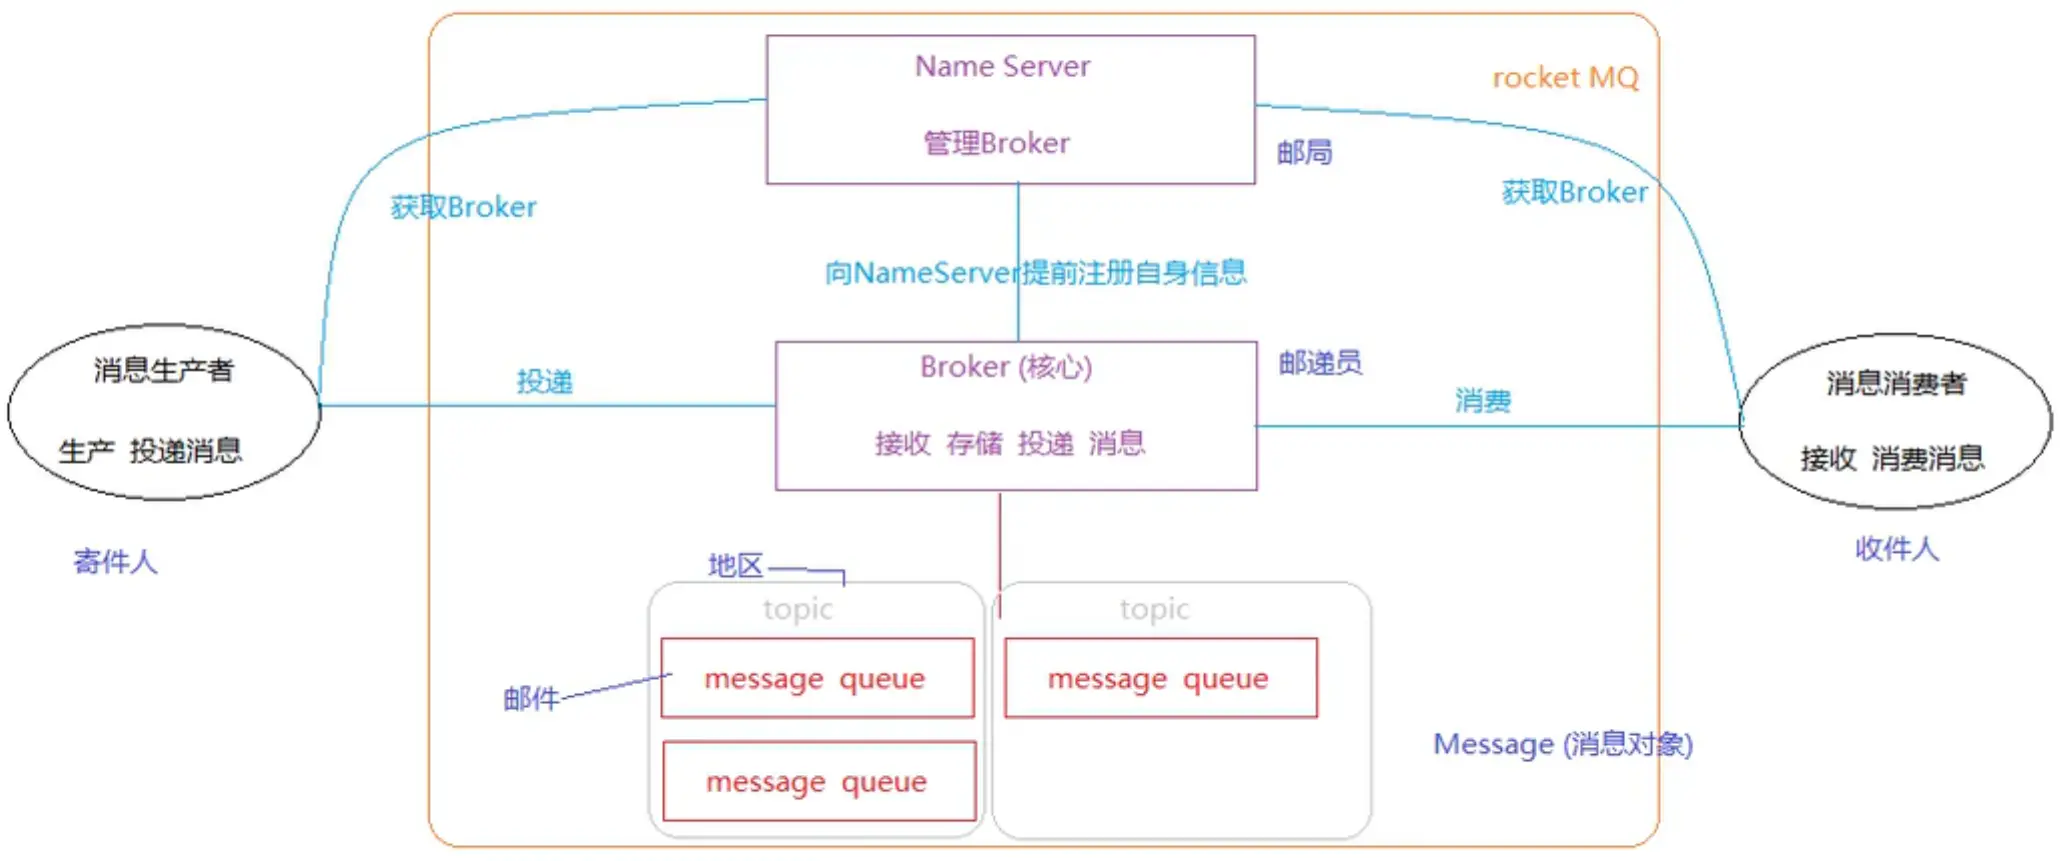 Name Server
rocket MQ
管理Broker
邮局
获取Broker
获取Broker
向NameServer提前注册自身信息
消息生产者
生产 投递消息
投递
Broker (核心)
接收 存储 投递 消息
邮递员
消费
消息消费者
接收 消费消息
寄件人
收件人
地区
topic
topic
message queue
message queue
邮件
message queue
Message (消息对象)